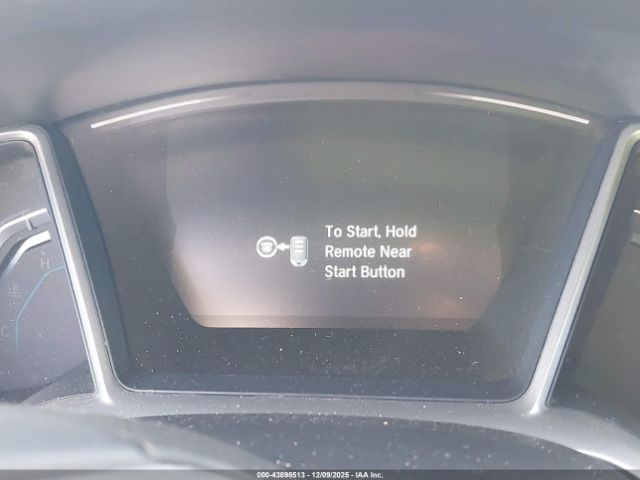 To Start, Hold
Remote Near
Start Button
H
C
000-43898513 - 12/09/2025 - IAA Inc.